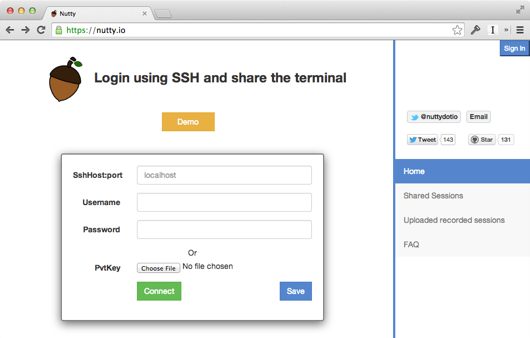 Nutty
https://nutty.io
Sign in
Login using SSH and share the terminal
Demo
@nuttydotio Email
Tweet 143 Star 131
SshHost:port localhost
Username
Password
Or
PvtKey Choose File No file chosen
Connect Save
Home
Shared Sessions
Uploaded recorded sessions
FAQ